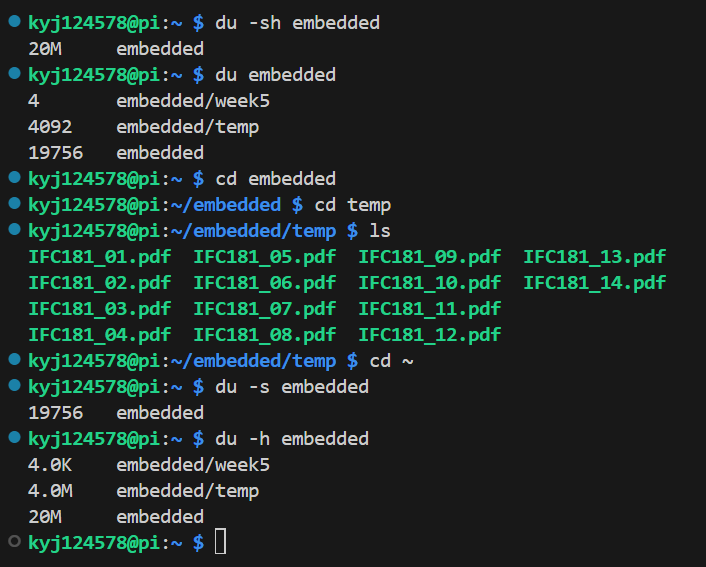 kyj124578@pi:~ $ du -sh embedded
20M     embedded
kyj124578@pi:~ $ du embedded
4       embedded/week5
4092    embedded/temp
19756   embedded
kyj124578@pi:~ $ cd embedded
kyj124578@pi:~/embedded $ cd temp
kyj124578@pi:~/embedded/temp $ ls
IFC181_01.pdf  IFC181_05.pdf  IFC181_09.pdf  IFC181_13.pdf
IFC181_02.pdf  IFC181_06.pdf  IFC181_10.pdf  IFC181_14.pdf
IFC181_03.pdf  IFC181_07.pdf  IFC181_11.pdf
IFC181_04.pdf  IFC181_08.pdf  IFC181_12.pdf
kyj124578@pi:~/embedded/temp $ cd ~
kyj124578@pi:~ $ du -s embedded
19756   embedded
kyj124578@pi:~ $ du -h embedded
4.0K    embedded/week5
4.0M    embedded/temp
20M     embedded
kyj124578@pi:~ $